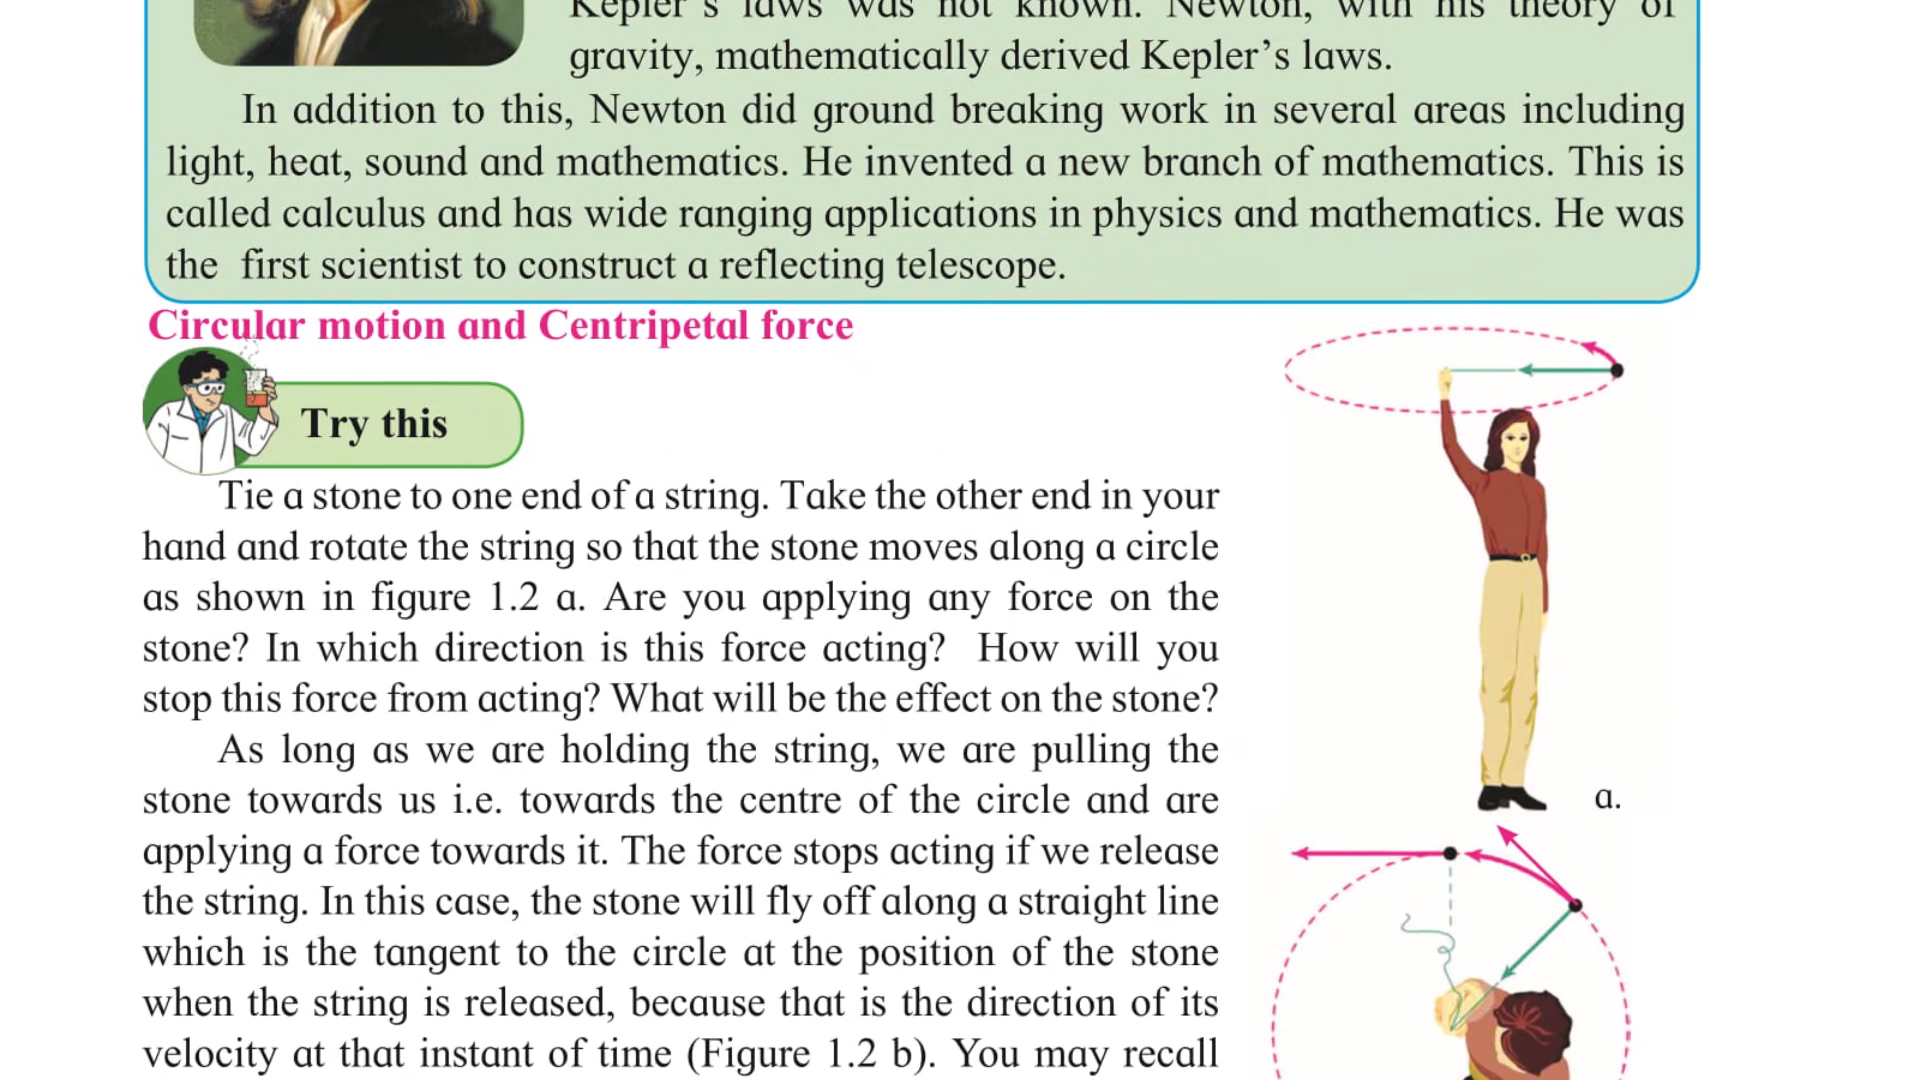 Kepler's laws was not known. Newton, with his theory of
gravity, mathematically derived Kepler's laws.
In addition to this, Newton did ground breaking work in several areas including
light, heat, sound and mathematics. He invented a new branch of mathematics. This is
called calculus and has wide ranging applications in physics and mathematics. He was
the first scientist to construct a reflecting telescope.
Circular motion and Centripetal force
Try this
Tie a stone to one end of a string. Take the other end in your
hand and rotate the string so that the stone moves along a circle
as shown in figure 1.2 a. Are you applying any force on the
stone? In which direction is this force acting? How will you
stop this force from acting? What will be the effect on the stone?
As long as we are holding the string, we are pulling the
stone towards us i.e. towards the centre of the circle and are
applying a force towards it. The force stops acting if we release
the string. In this case, the stone will fly off along a straight line
which is the tangent to the circle at the position of the stone
when the string is released, because that is the direction of its
velocity at that instant of time (Figure 1.2 b). You may recall
a.